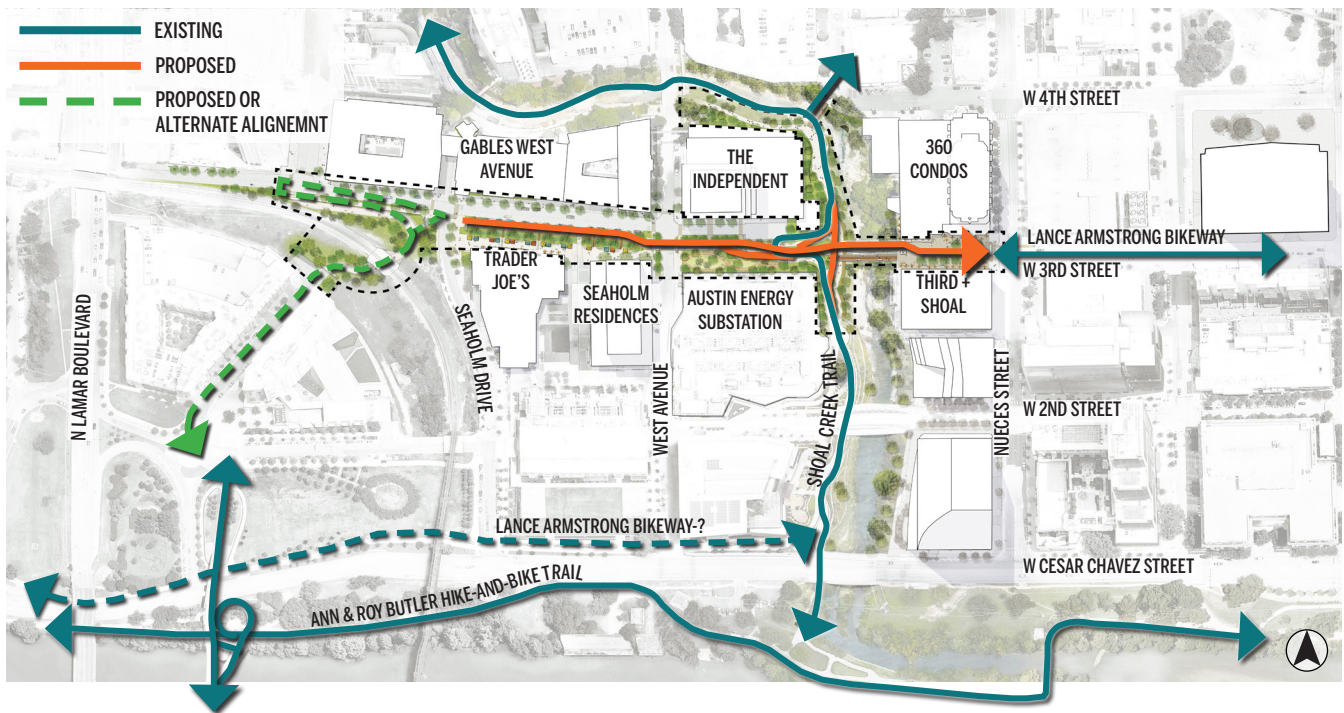 EXISTING
PROPOSED
PROPOSED OR
ALTERNATE ALIGNEMNT
W 4TH STREET
GABLES WEST
AVENUE
THE
INDEPENDENT
360
CONDOS
LANCE ARMSTRONG BIKEWAY
W 3RD STREET
TRADER
JOE'S
SEAHOLM
RESIDENCES
AUSTIN ENERGY
SUBSTATION
THIRD +
SHOAL
N LAMAR BOULEVARD
SEAHOLM DRIVE
WEST AVENUE
SHOAL CREEK TRAIL
NUECES STREET
W 2ND STREET
LANCE ARMSTRONG BIKEWAY-?
W CESAR CHAVEZ STREET
ANN & ROY BUTLER HIKE-AND-BIKE TRAIL